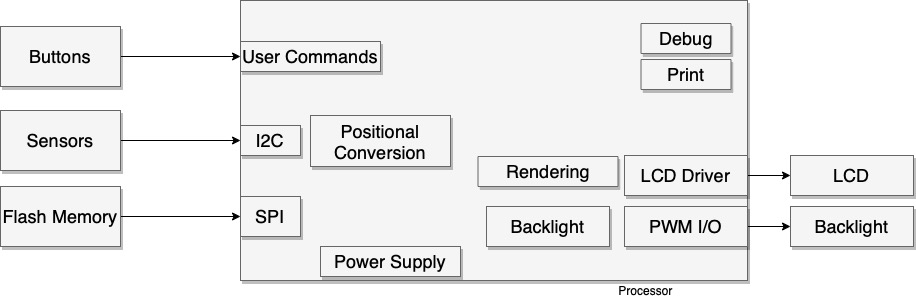 Buttons
User Commands
Debug
Print
Sensors
I2C
Positional
Conversion
Rendering
LCD Driver
LCD
Flash Memory
SPI
Backlight
PWM I/O
Backlight
Power Supply
Processor